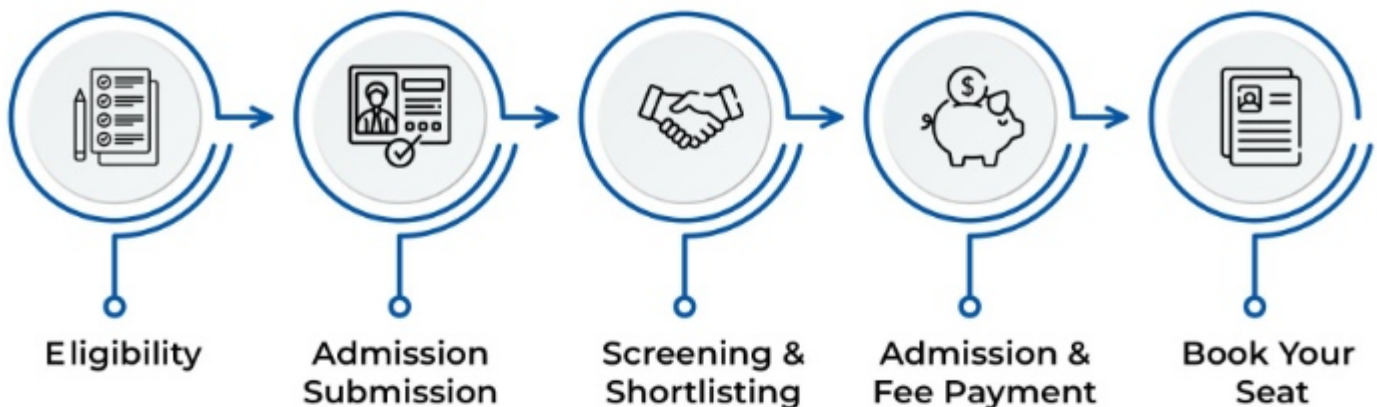 Eligibility
Admission
Submission
Screening &
Shortlisting
Admission &
Fee Payment
Book Your
Seat
$